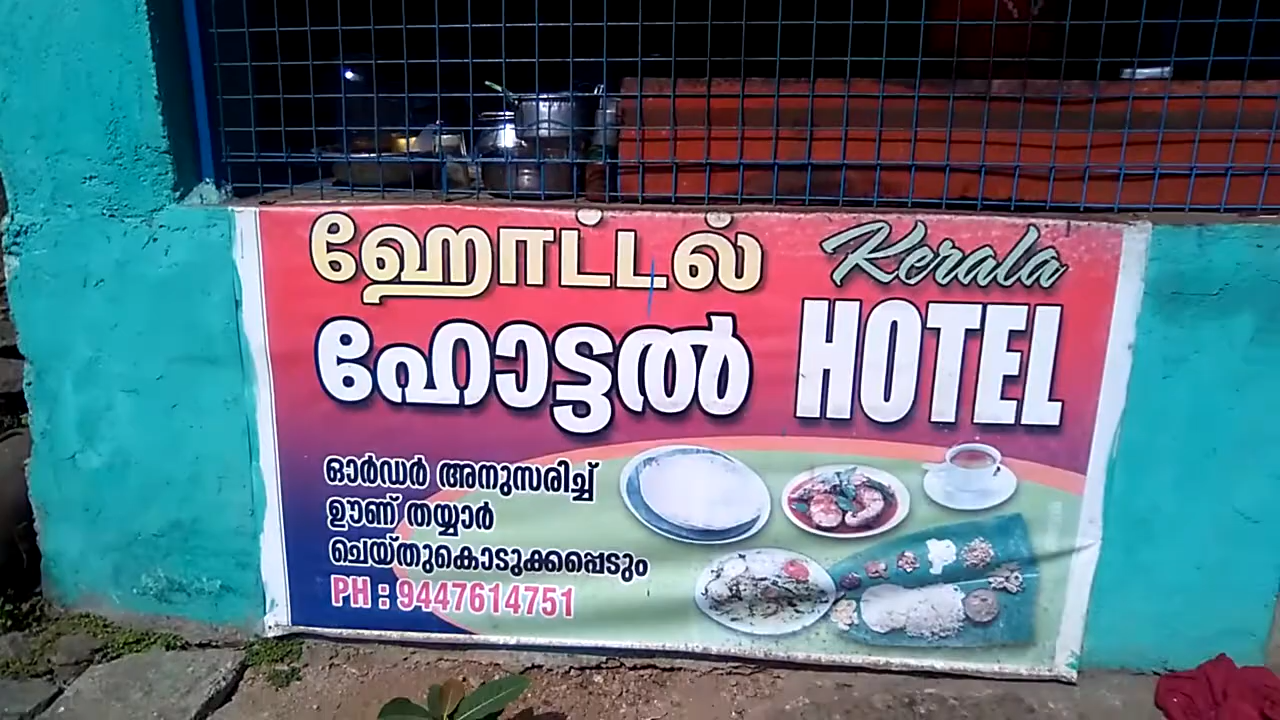 ஹோட்டல்
Kerala
ഹോട്ടൽ HOTEL
ഓർഡർ അനുസരിച്ച്
ഊണ് തയ്യാർ
ചെയ്തുകൊടുക്കപ്പെടും
PH : 9447614751